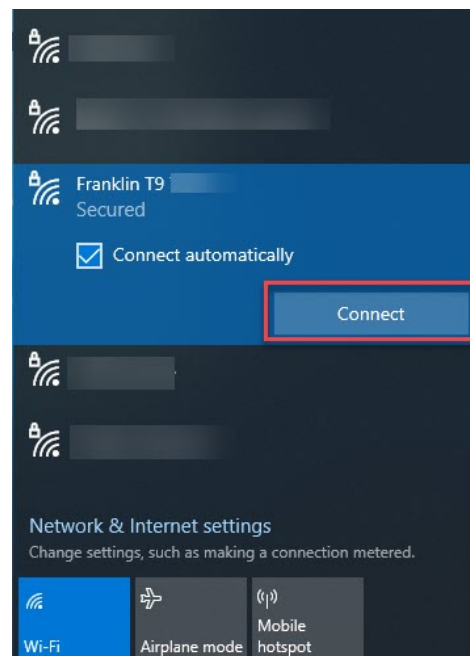 Franklin T9
Secured
Connect automatically
Connect
Network & Internet settings
Change settings, such as making a connection metered.
Wi-Fi
Airplane mode
Mobile
hotspot